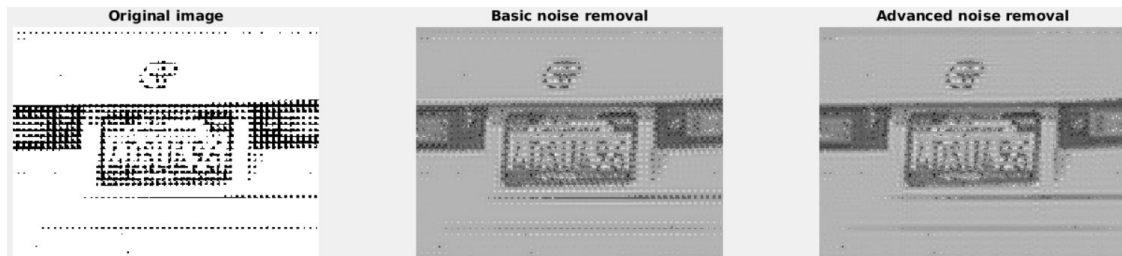 Original image
Basic noise removal
Advanced noise removal